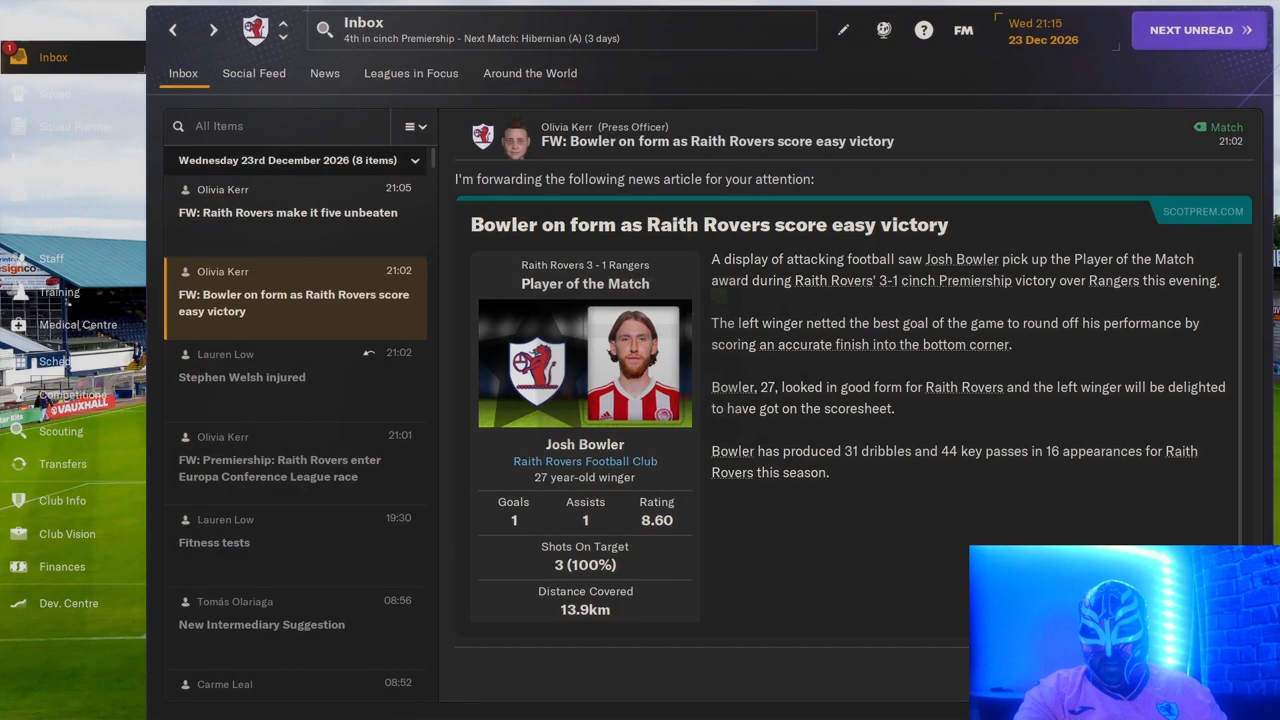 Inbox
4th in cinch Premiership - Next Match: Hibernian (A) (3 days)
FM
Wed 21:15
23 Dec 2026
NEXT UNREAD
1
Inbox
Squad
Squad Planner
Staff
Training
Medical Centre
Sched
Competitions
Scouting
Transfers
Club Info
Club Vision
Finances
Dev. Centre
VAUXHALL
Inbox
Social Feed
News
Leagues in Focus
Around the World
All Items
Wednesday 23rd December 2026 (8 items)
Olivia Kerr 21:05
FW: Raith Rovers make it five unbeaten
Olivia Kerr 21:02
FW: Bowler on form as Raith Rovers score
easy victory
Lauren Low 21:02
Stephen Welsh injured
Olivia Kerr 21:01
FW: Premiership: Raith Rovers enter
Europa Conference League race
Lauren Low 19:30
Fitness tests
Tomás Olariaga 08:56
New Intermediary Suggestion
Carme Leal 08:52
Olivia Kerr (Press Officer)
FW: Bowler on form as Raith Rovers score easy victory
Match
21:02
I'm forwarding the following news article for your attention:
SCOTPREM.COM
Bowler on form as Raith Rovers score easy victory
Raith Rovers 3 - 1 Rangers
Player of the Match
Josh Bowler
Raith Rovers Football Club
27 year-old winger
Goals Assists Rating
1 1 8.60
Shots On Target
3 (100%)
Distance Covered
13.9km
A display of attacking football saw Josh Bowler pick up the Player of the Match
award during Raith Rovers' 3-1 cinch Premiership victory over Rangers this evening.
The left winger netted the best goal of the game to round off his performance by
scoring an accurate finish into the bottom corner.
Bowler, 27, looked in good form for Raith Rovers and the left winger will be delighted
to have got on the scoresheet.
Bowler has produced 31 dribbles and 44 key passes in 16 appearances for Raith
Rovers this season.